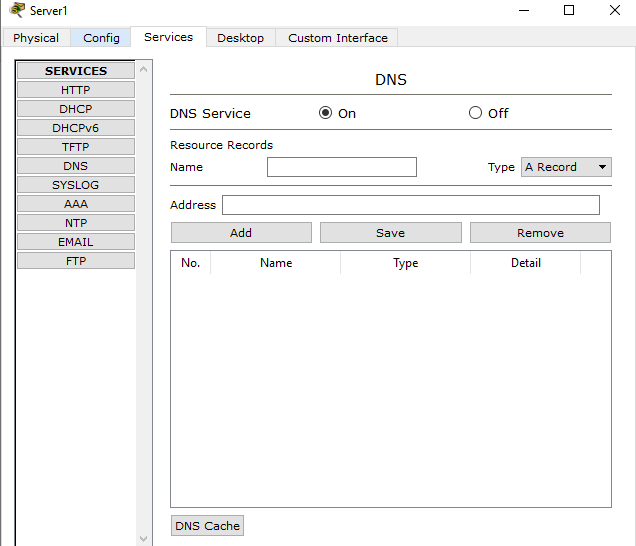 Server1
Physical Config Services Desktop Custom Interface
SERVICES
HTTP
DHCP
DHCPv6
TFTP
DNS
SYSLOG
AAA
NTP
EMAIL
FTP
DNS
DNS Service On Off
Resource Records
Name Type A Record
Address
Add Save Remove
No. Name Type Detail
DNS Cache